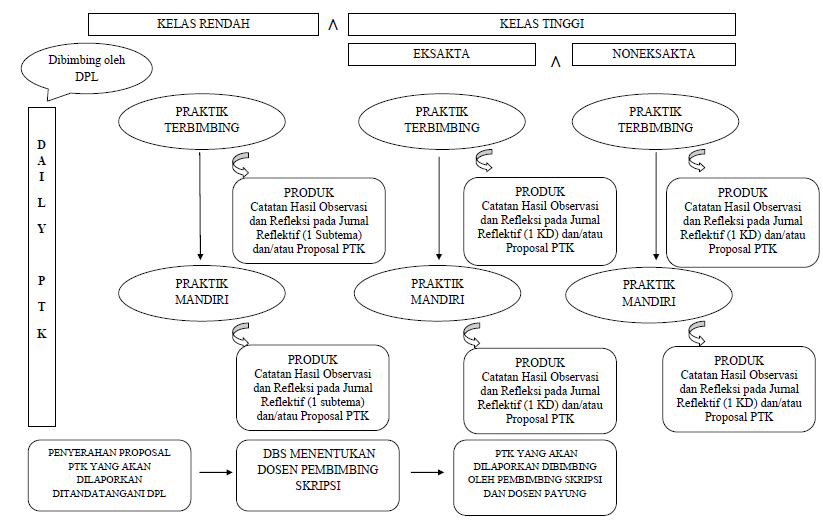 KELAS RENDAH
^
KELAS TINGGI
EKSAKTA
^
NONEKSAKTA
Dibimbing oleh
DPL
D
A
I
L
Y
P
T
K
PRAKTIK
TERBIMBING
PRAKTIK
TERBIMBING
PRAKTIK
TERBIMBING
PRODUK
Catatan Hasil Observasi
dan Refleksi pada Jurnal
Reflektif (1 Subtema)
dan/atau Proposal PTK
PRODUK
Catatan Hasil Observasi
dan Refleksi pada Jurnal
Reflektif (1 KD) dan/atau
Proposal PTK
PRODUK
Catatan Hasil Observasi
dan Refleksi pada Jurnal
Reflektif (1 KD) dan/atau
Proposal PTK
PRAKTIK
MANDIRI
PRAKTIK
MANDIRI
PRAKTIK
MANDIRI
PRODUK
Catatan Hasil Observasi
dan Refleksi pada Jurnal
Reflektif (1 subtema)
dan/atau Proposal PTK
PRODUK
Catatan Hasil Observasi
dan Refleksi pada Jurnal
Reflektif (1 KD) dan/atau
Proposal PTK
PRODUK
Catatan Hasil Observasi
dan Refleksi pada Jurnal
Reflektif (1 KD) dan/atau
Proposal PTK
PENYERAHAN PROPOSAL
PTK YANG AKAN
DILAPORKAN
DITANDATANGNI DPL
DBS MENENTUKAN
DOSEN PEMBIMBING
SKRIPSI
PTK YANG AKAN
DILAPORKAN DIBIMBING
OLEH PEMBIMBING SKRIPSI
DAN DOSEN PAYUNG